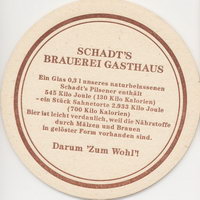 SCHADT'S
BRAUEREI GASTHAUS
Ein Glas 0,3 l unseres naturbelassenen
Schadt's Pilsener enthält
545 Kilo Joule (130 Kilo Kalorien)
- ein Stück Sahnetorte 2.933 Kilo Joule
(700 Kilo Kalorien)
Bier ist leicht verdaulich, weil die Nährstoffe
durch Mälzen und Brauen
in gelöster Form vorhanden sind.
Darum 'Zum Wohl'!